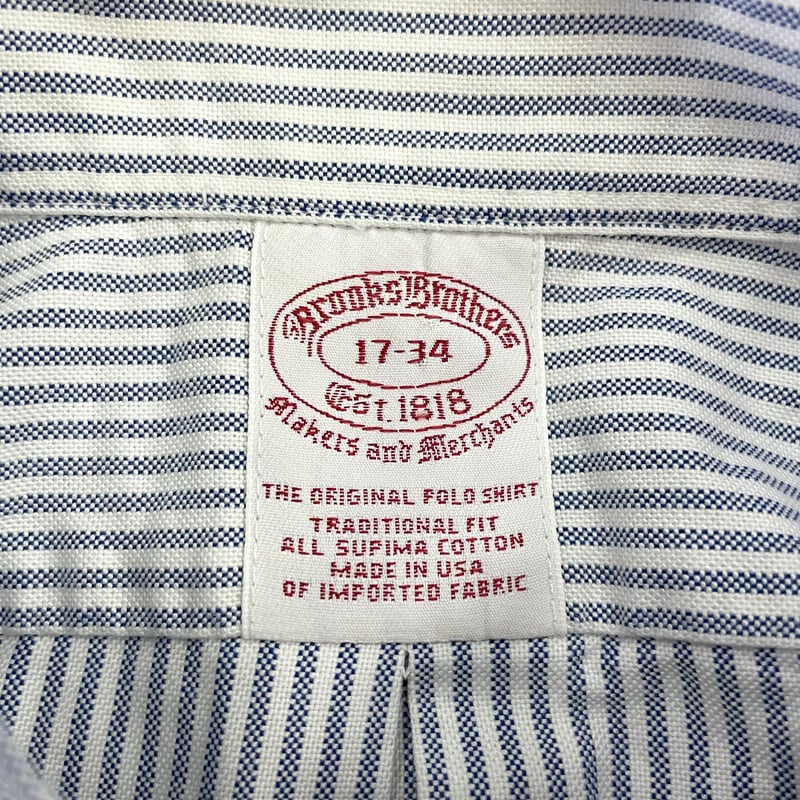 Brooks Brothers
17-34
Est. 1818
Makers and Merchants
THE ORIGINAL POLO SHIRT
TRADITIONAL FIT
ALL SUPIMA COTTON
MADE IN USA
OF IMPORTED FABRIC